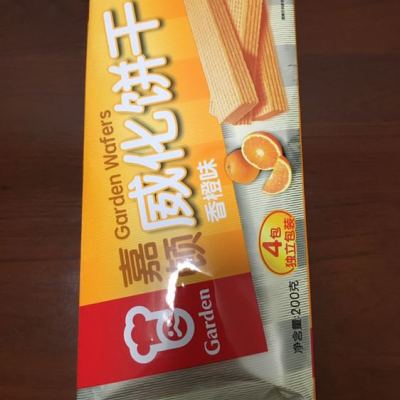 Garden Wafers
嘉顿
威化饼干
香橙味
4包
独立包装
Garden
净含量:200克